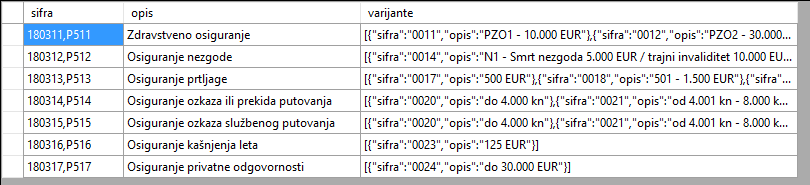 sifra opis varijante
180311,P511 Zdravstveno osiguranje [{"sifra":"0011","opis":"PZO1 - 10.000 EUR"},{"sifra":"0012","opis":"PZO2 - 30.000...
180312,P512 Osiguranje nezgode [{"sifra":"0014","opis":"N1 - Smrt nezgoda 5.000 EUR / trajni invaliditet 10.000 EU...
180313,P513 Osiguranje prtljage [{"sifra":"0017","opis":"500 EUR"},{"sifra":"0018","opis":"501 - 1.500 EUR"},{"sifra":"...
180314,P514 Osiguranje ozkaza ili prekida putovanja [{"sifra":"0020","opis":"do 4.000 kn"},{"sifra":"0021","opis":"od 4.001 kn - 8.000 k...
180315,P515 Osiguranje ozkaza službenog putovanja [{"sifra":"0020","opis":"do 4.000 kn"},{"sifra":"0021","opis":"od 4.001 kn - 8.000 k...
180316,P516 Osiguranje kašnjenja leta [{"sifra":"0023","opis":"125 EUR"}]
180317,P517 Osiguranje privatne odgovornosti [{"sifra":"0024","opis":"do 30.000 EUR"}]